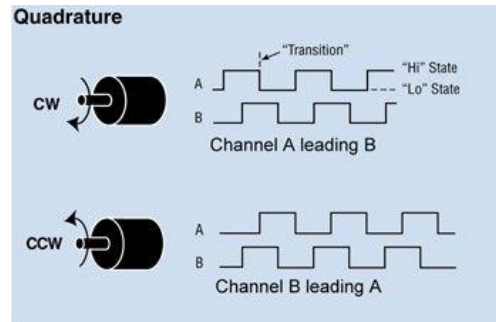 Quadrature
“Transition”
“Hi” State
A
CW
“Lo” State
B
Channel A leading B
A
CCW
B
Channel B leading A